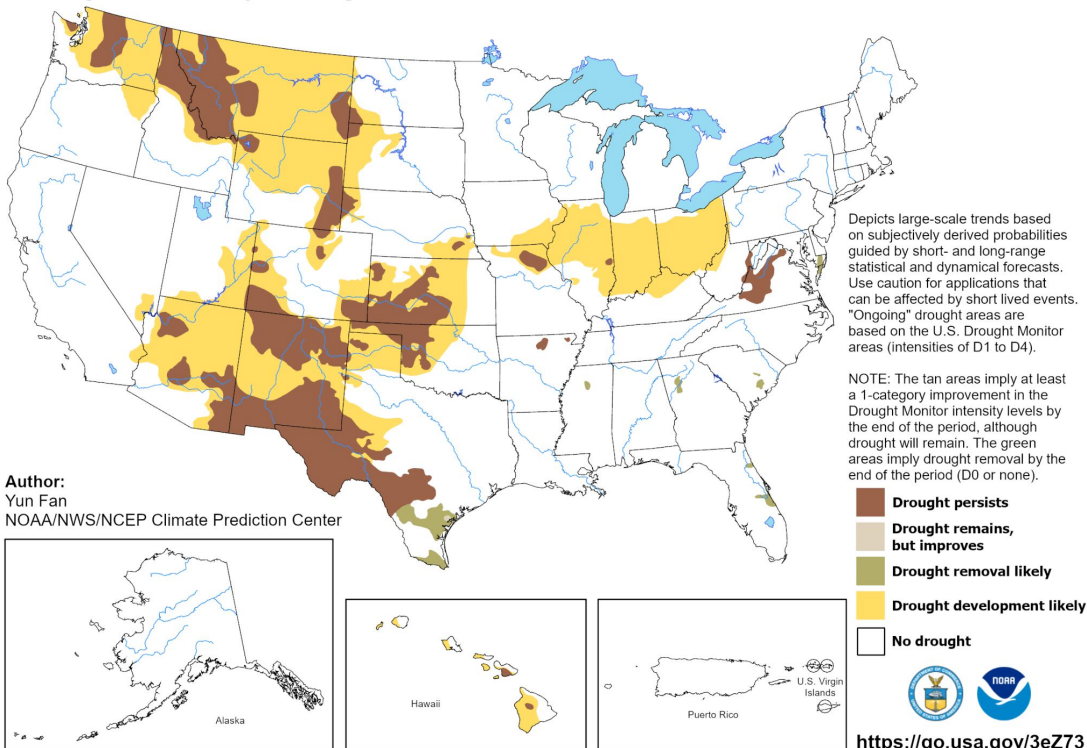 Depicts large-scale trends based
on subjectively derived probabilities
guided by short- and long-range
statistical and dynamical forecasts.
Use caution for applications that
can be affected by short lived events.
"Ongoing" drought areas are
based on the U.S. Drought Monitor
areas (intensities of D1 to D4).
NOTE: The tan areas imply at least
a 1-category improvement in the
Drought Monitor intensity levels by
the end of the period, although
drought will remain. The green
areas imply drought removal by the
end of the period (D0 or none).
Author:
Yun Fan
NOAA/NWS/NCEP Climate Prediction Center
Drought persists
Drought remains,
but improves
Drought removal likely
Drought development likely
No drought
Alaska
Hawaii
Puerto Rico
U.S. Virgin
Islands
NOAA
https://go.usa.gov/3eZ73